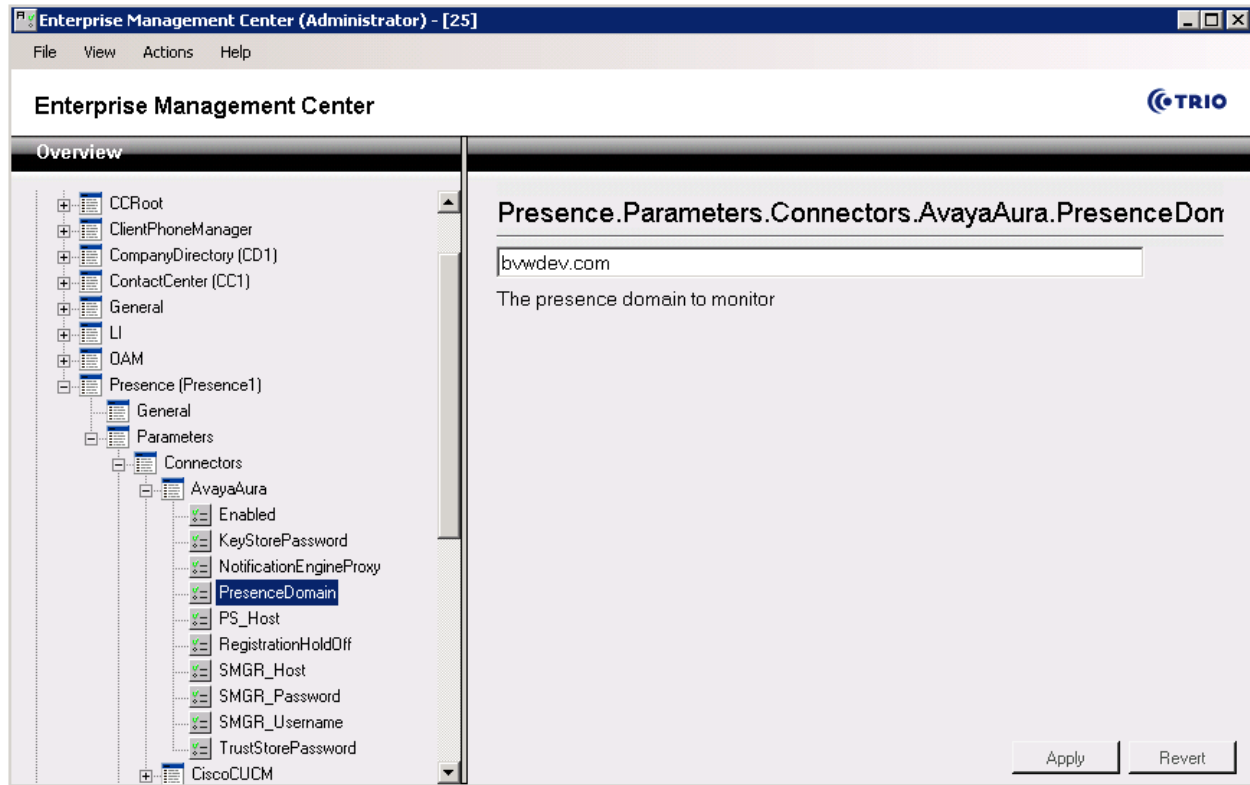 Enterprise Management Center (Administrator) - [25]
File View Actions Help
Enterprise Management Center
TRIO
Overview
CCRoot
ClientPhoneManager
CompanyDirectory (CD1)
ContactCenter (CC1)
General
LI
OAM
Presence (Presence1)
General
Parameters
Connectors
AvayaAura
Enabled
KeyStorePassword
NotificationEngineProxy
PresenceDomain
PS_Host
RegistrationHoldOff
SMGR_Host
SMGR_Password
SMGR_Username
TrustStorePassword
CiscoCUCM
Presence.Parameters.Connectors.AvayaAura.PresenceDom
bvwdev.com
The presence domain to monitor
Apply Revert